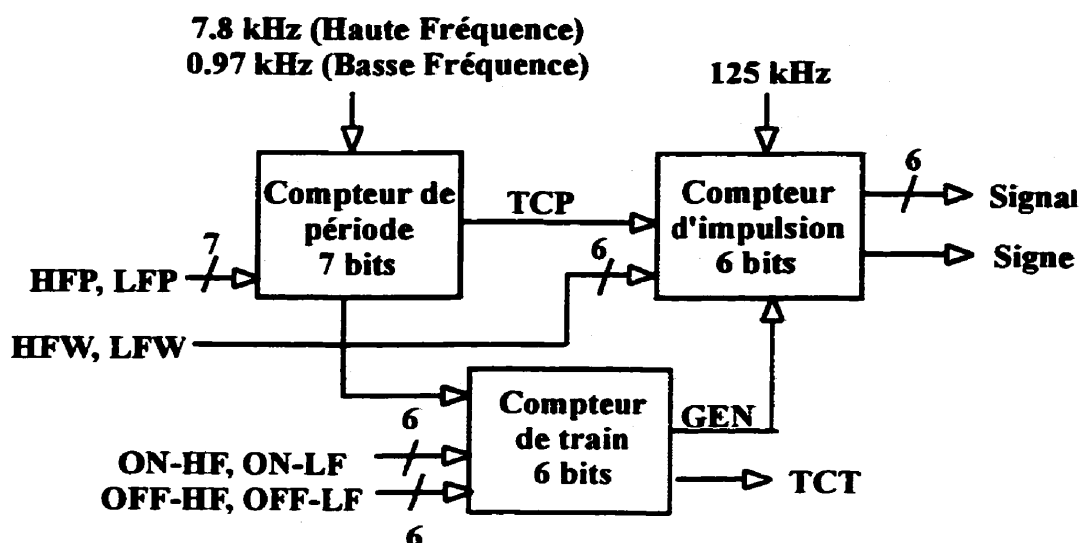 7.8 kHz (Haute Fréquence)
0.97 kHz (Basse Fréquence)
125 kHz
Compteur de
période
7 bits
TCP
Compteur
d'impulsion
6 bits
6
Signal
Signe
7
HFP, LFP
6
HFW, LFW
Compteur
de train
6 bits
GEN
6
ON-HF, ON-LF
OFF-HF, OFF-LF
6
TCT